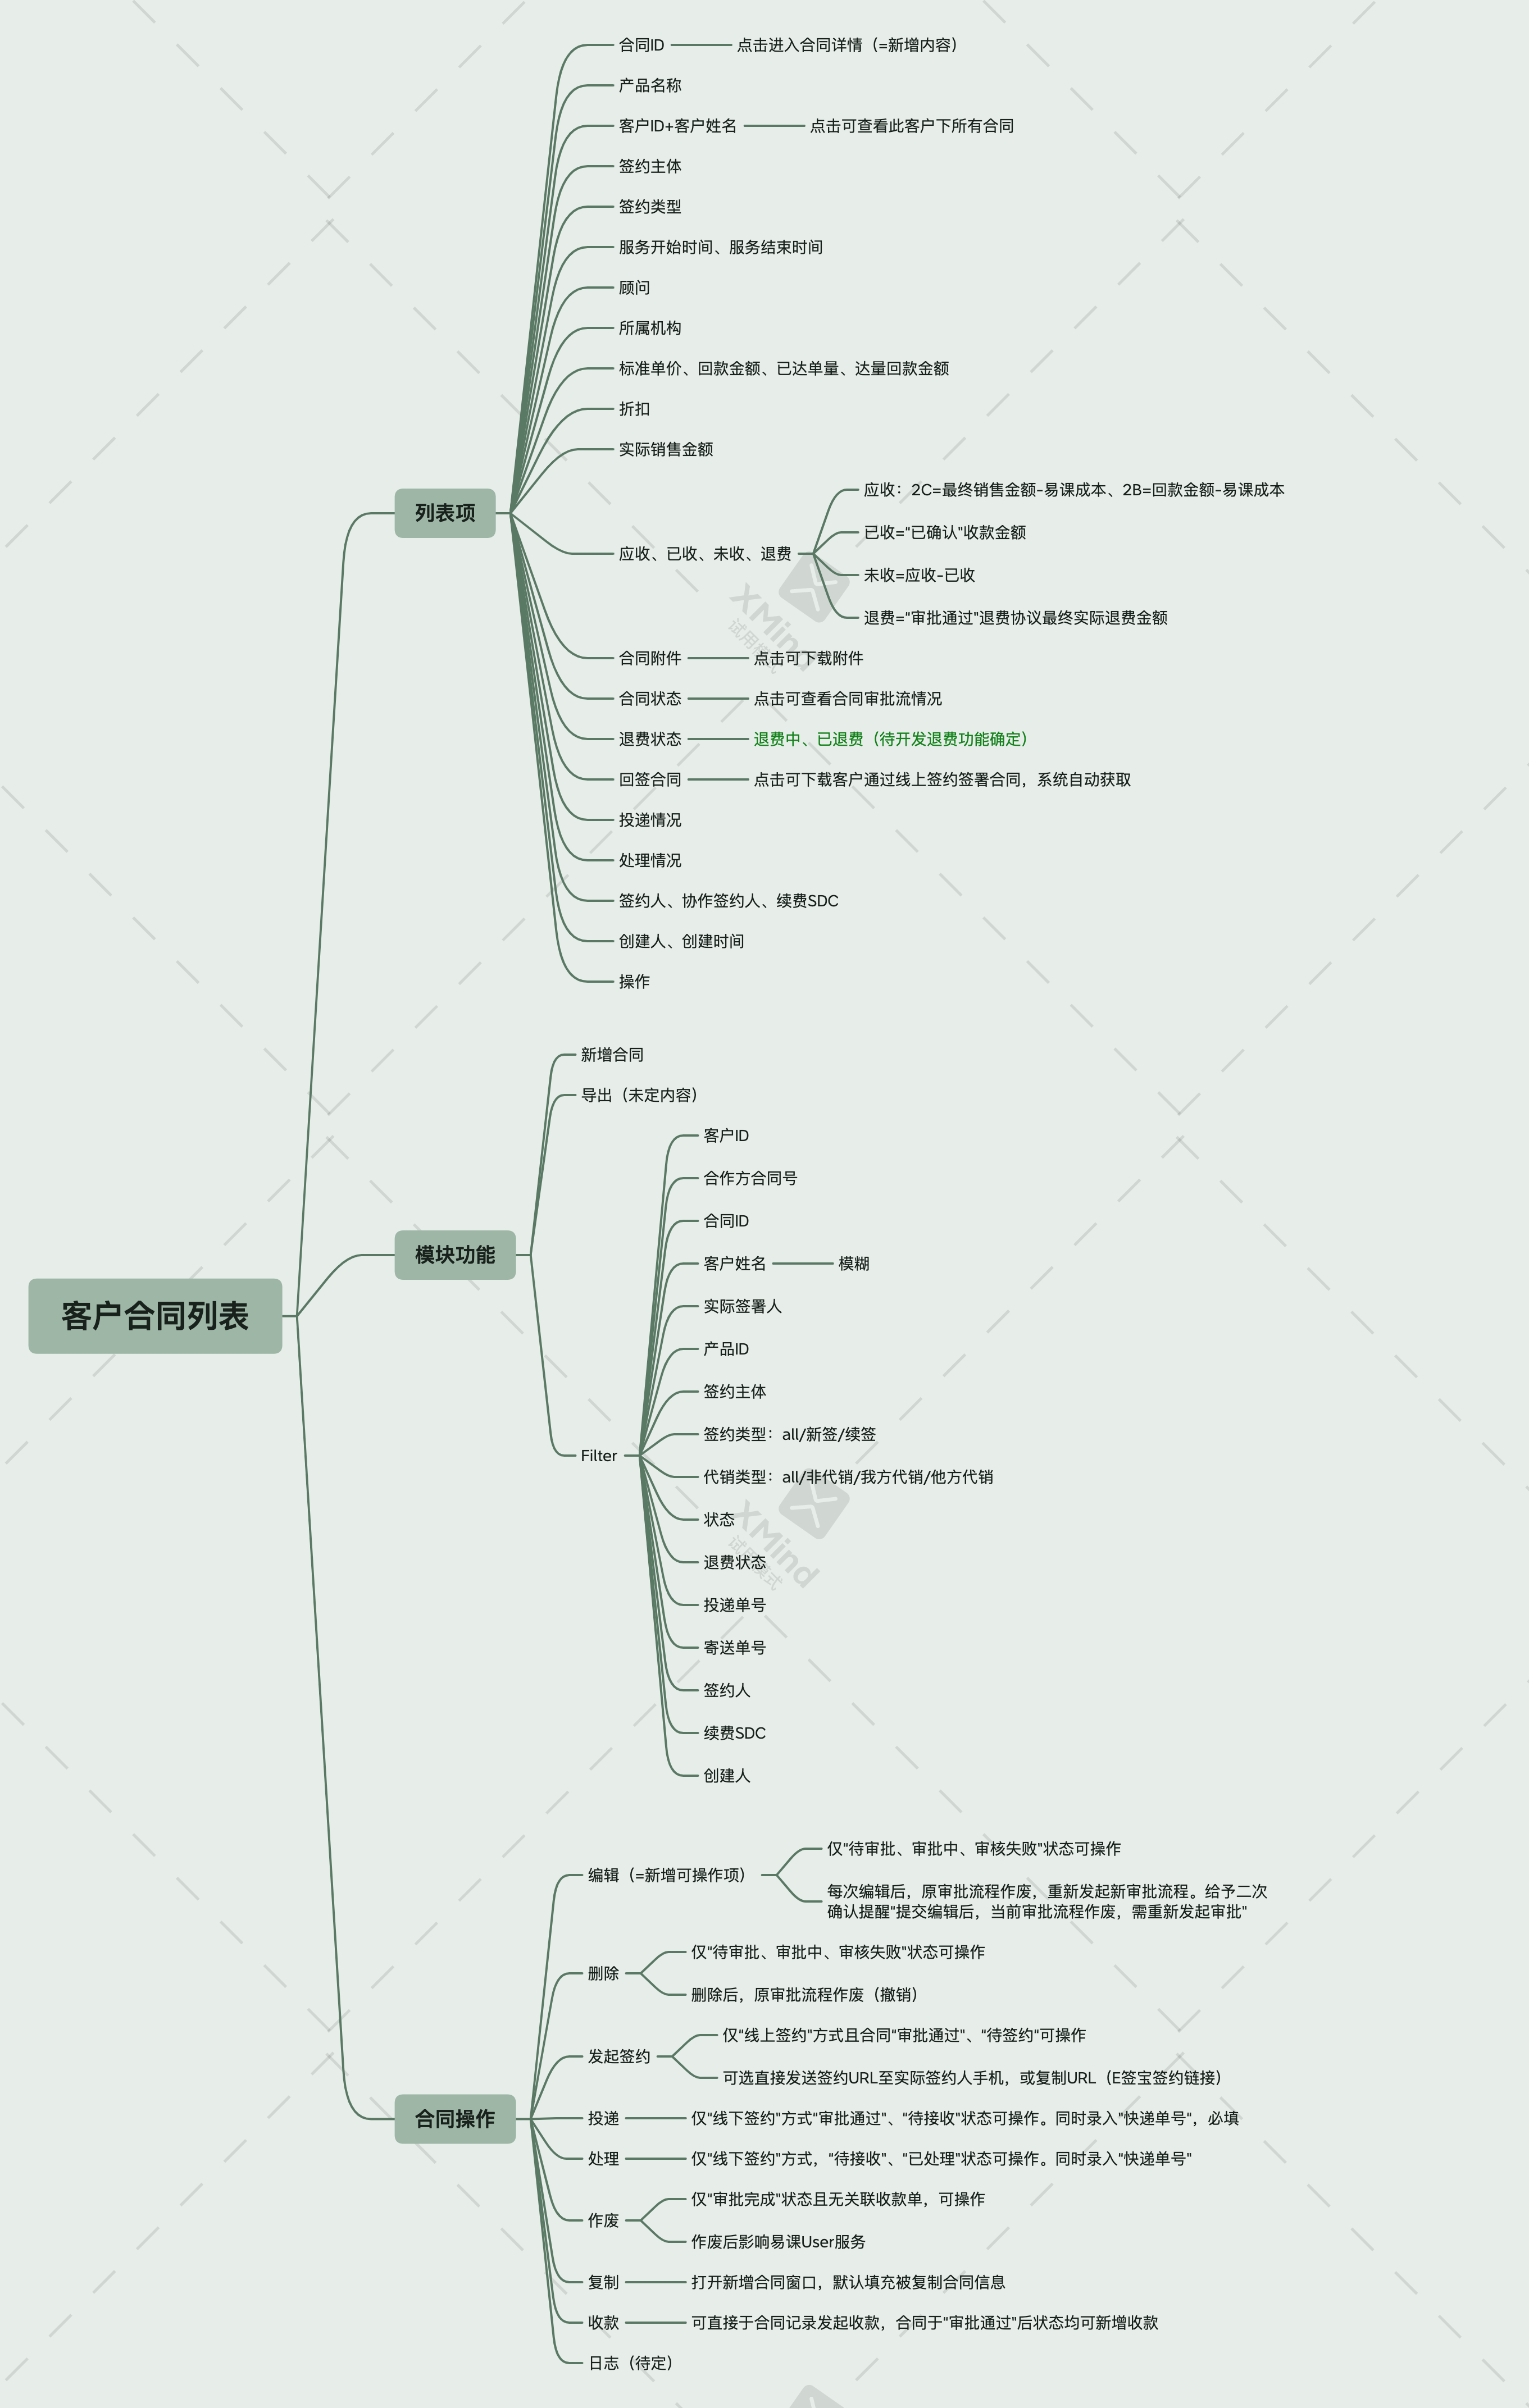 客户合同列表
列表项
合同ID
点击进入合同详情（=新增内容）
产品名称
客户ID+客户姓名
点击可查看此客户下所有合同
签约主体
签约类型
服务开始时间、服务结束时间
顾问
所属机构
标准单价、回款金额、已达单量、达量回款金额
折扣
实际销售金额
应收、已收、未收、退费
应收：2C=最终销售金额-易课成本、2B=回款金额-易课成本
已收="已确认"收款金额
未收=应收-已收
退费="审批通过"退费协议最终实际退费金额
合同附件
点击可下载附件
合同状态
点击可查看合同审批流情况
退费状态
退费中、已退费（待开发退费功能确定）
回签合同
点击可下载客户通过线上签约签署合同，系统自动获取
投递情况
处理情况
签约人、协作签约人、续费SDC
创建人、创建时间
操作
模块功能
新增合同
导出（未定内容）
Filter
客户ID
合作方合同号
合同ID
客户姓名
模糊
实际签署人
产品ID
签约主体
签约类型：all/新签/续签
代销类型：all/非代销/我方代销/他方代销
状态
退费状态
投递单号
寄送单号
签约人
续费SDC
创建人
合同操作
编辑（=新增可操作项）
仅"待审批、审批中、审核失败"状态可操作
每次编辑后，原审批流程作废，重新发起新审批流程。给予二次
确认提醒"提交编辑后，当前审批流程作废，需重新发起审批"
删除
仅"待审批、审批中、审核失败"状态可操作
删除后，原审批流程作废（撤销）
发起签约
仅"线上签约"方式且合同"审批通过"、"待签约"可操作
可选直接发送签约URL至实际签约人手机，或复制URL（E签宝签约链接）
投递
仅"线下签约"方式"审批通过"、"待接收"状态可操作。同时录入"快递单号"，必填
处理
仅"线下签约"方式，"待接收"、"已处理"状态可操作。同时录入"快递单号"
作废
仅"审批完成"状态且无关联收款单，可操作
作废后影响易课User服务
复制
打开新增合同窗口，默认填充被复制合同信息
收款
可直接于合同记录发起收款，合同于"审批通过"后状态均可新增收款
日志（待定）
XMind
试用模式
XMind
试用模式